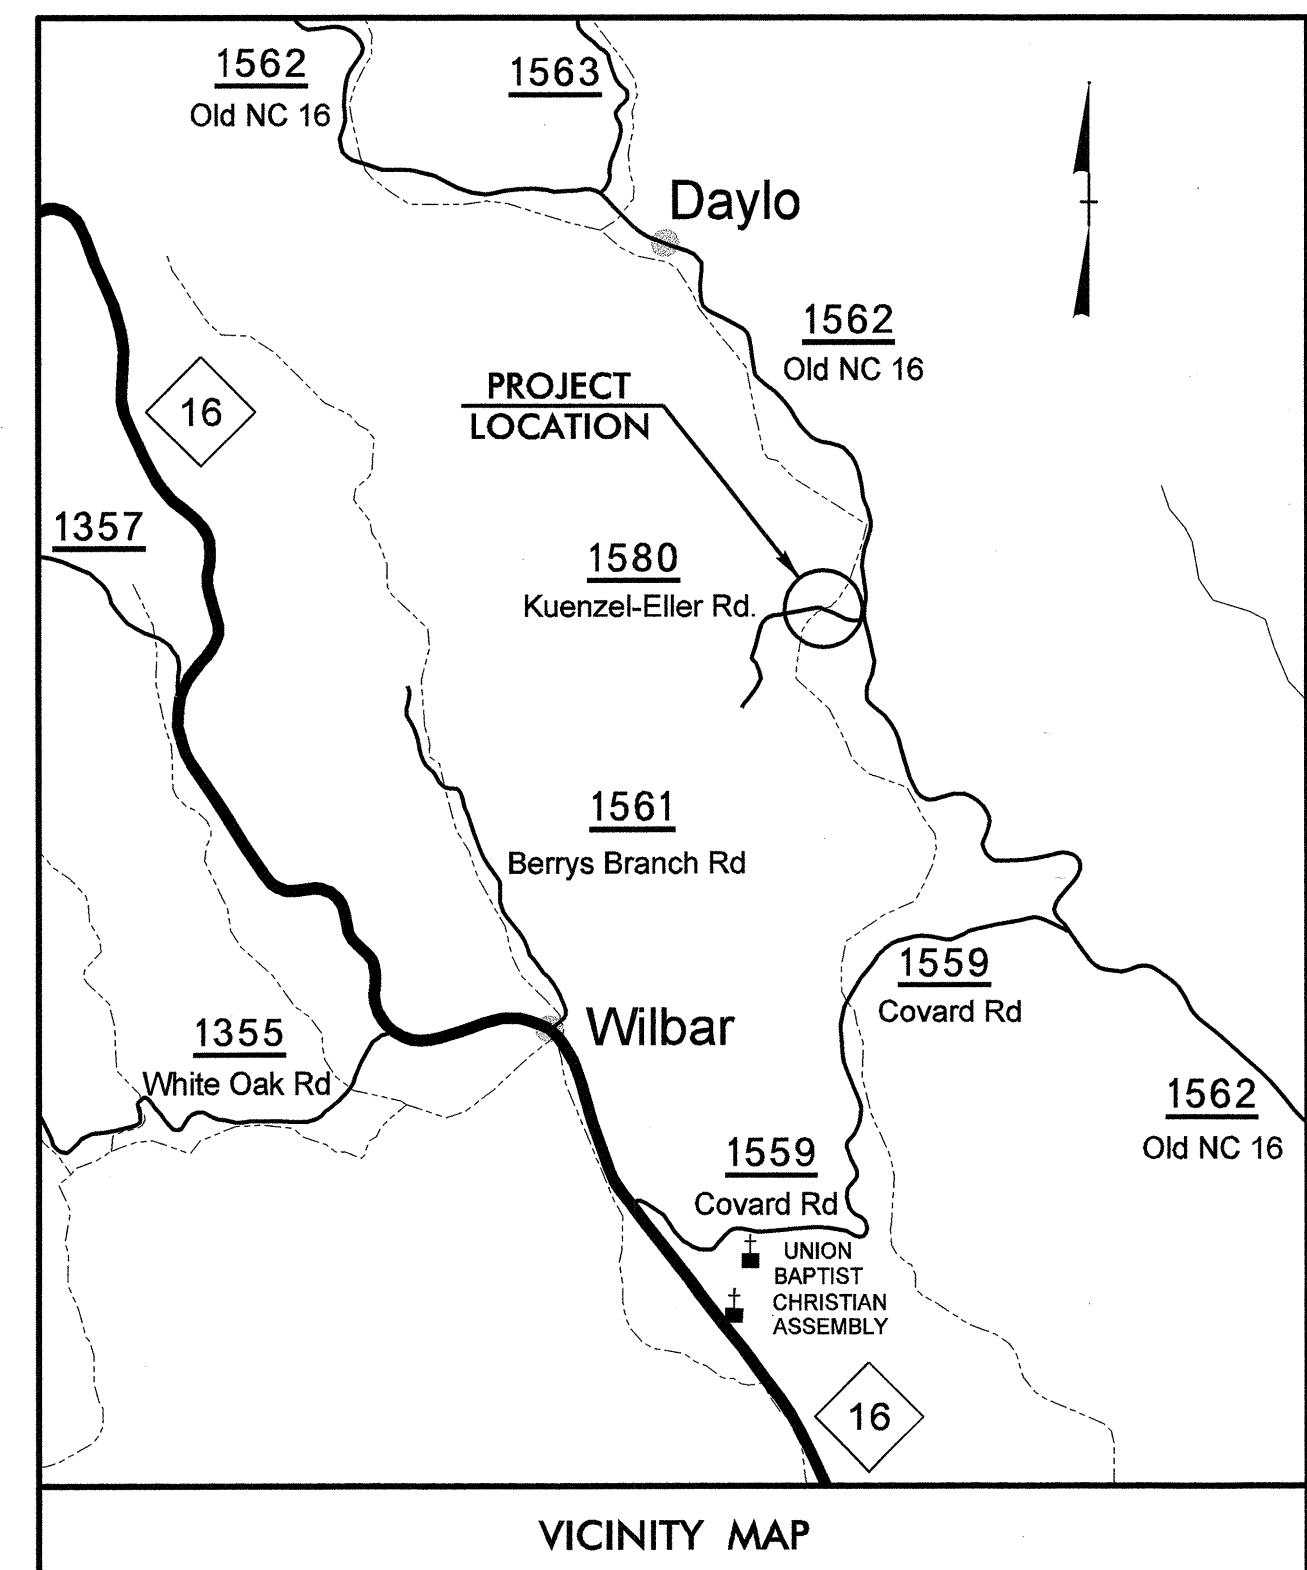 1562
Old NC 16
1563
Daylo
1562
Old NC 16
PROJECT
LOCATION
16
1357
1580
Kuenzel-Eller Rd.
1561
Berrys Branch Rd
1559
Covard Rd
Wilbar
1355
White Oak Rd
1562
Old NC 16
1559
Covard Rd
UNION
BAPTIST
CHRISTIAN
ASSEMBLY
16
VICINITY MAP